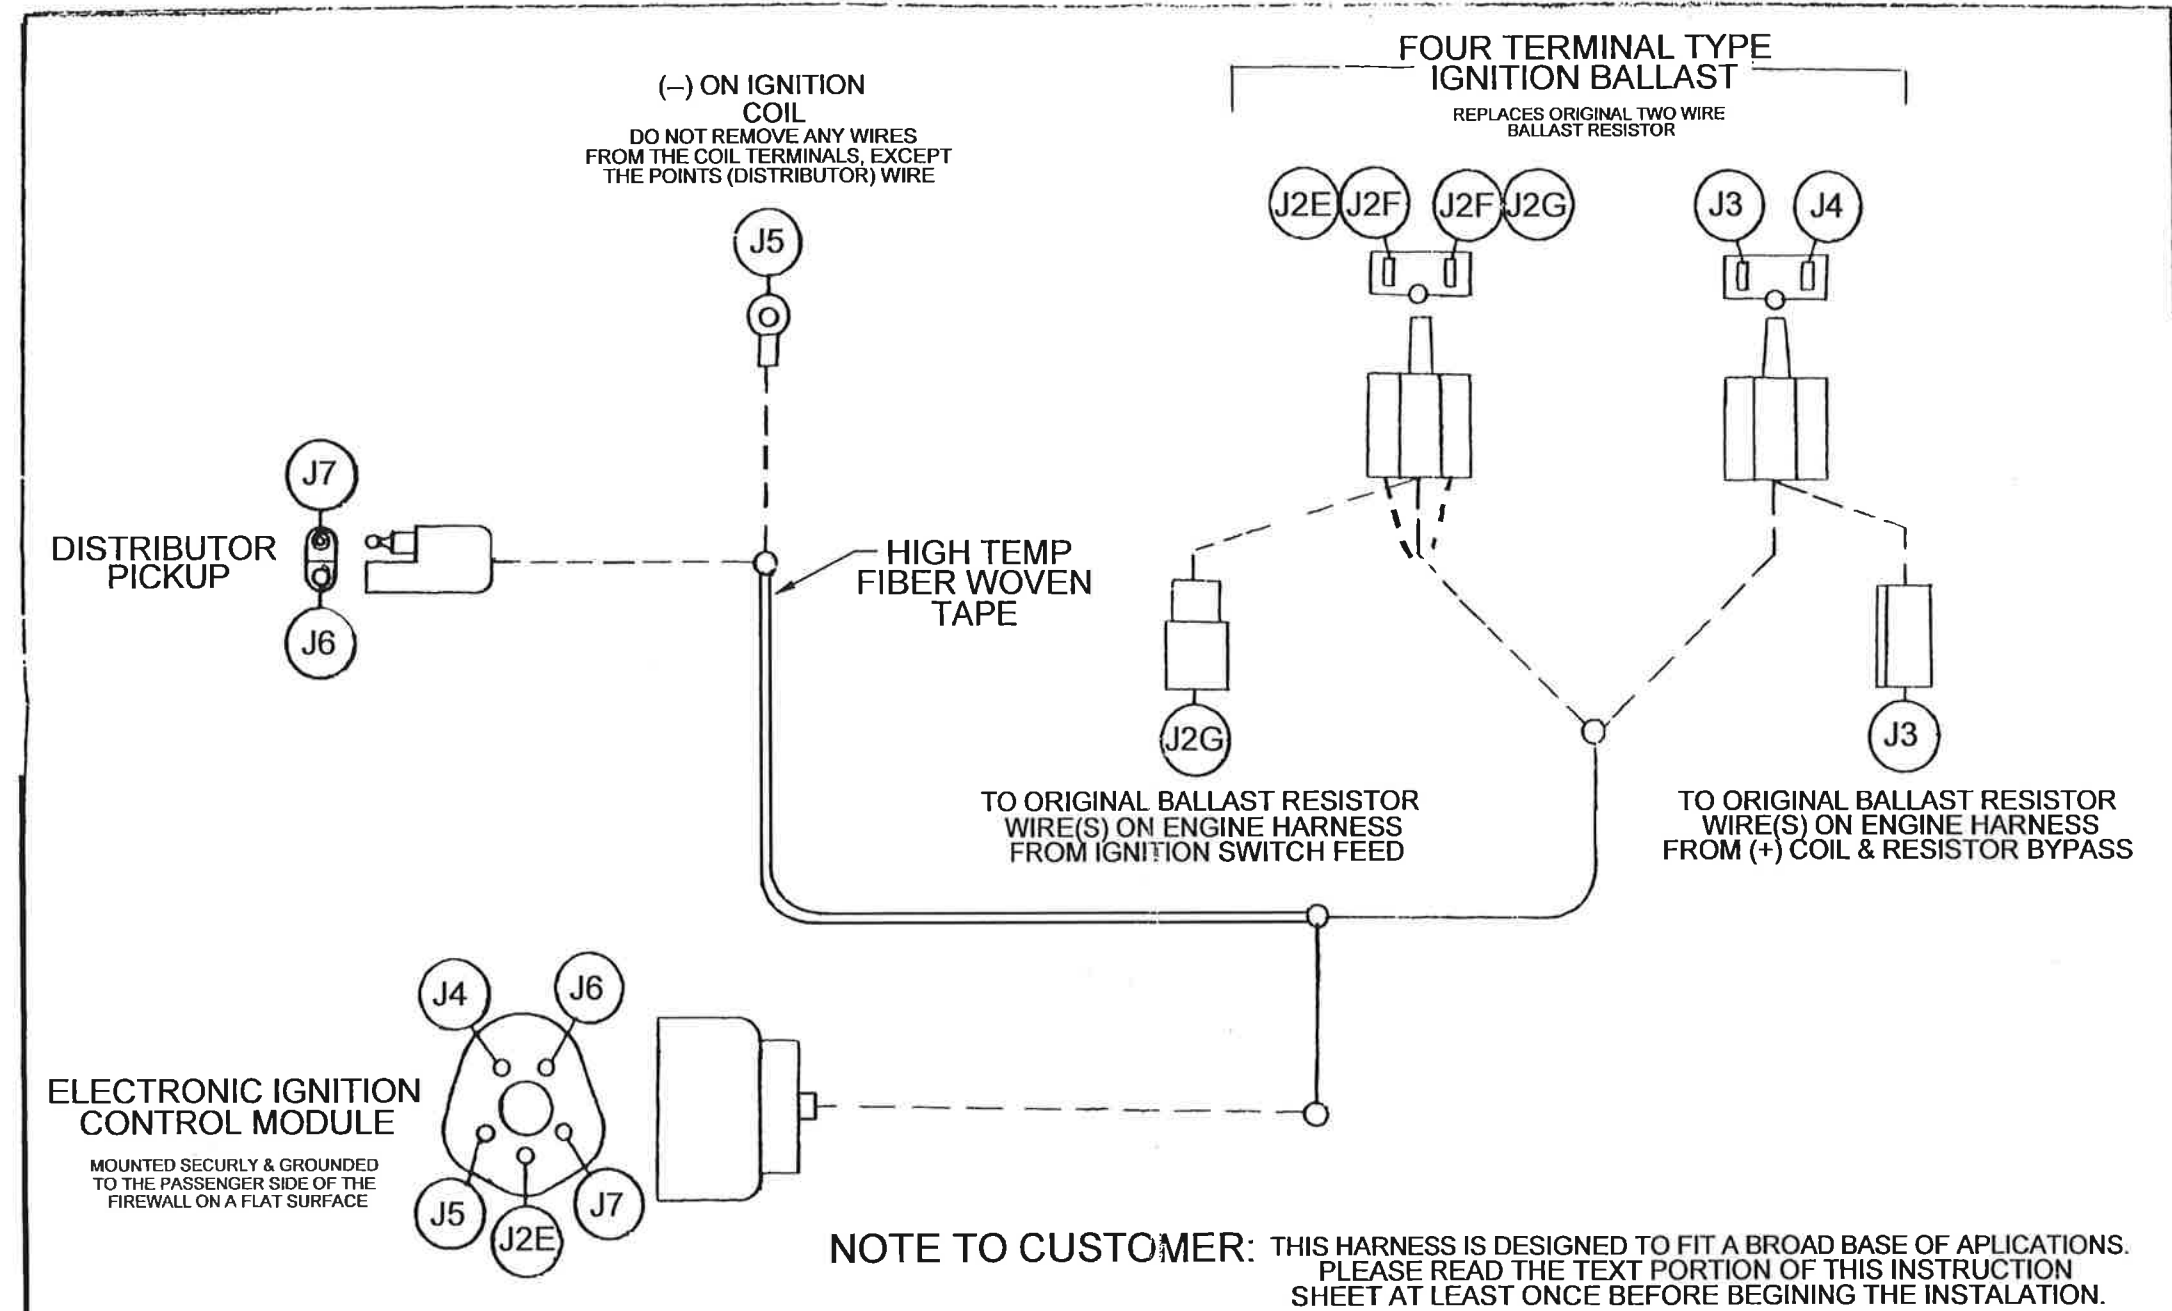 FOUR TERMINAL TYPE
IGNITION BALLAST
REPLACES ORIGINAL TWO WIRE
BALLAST RESISTOR
(–) ON IGNITION
COIL
DO NOT REMOVE ANY WIRES
FROM THE COIL TERMINALS, EXCEPT
THE POINTS (DISTRIBUTOR) WIRE
J5
J2E J2F J2F J2G
J3 J4
J7
DISTRIBUTOR
PICKUP
J6
HIGH TEMP
FIBER WOVEN
TAPE
J2G
TO ORIGINAL BALLAST RESISTOR
WIRE(S) ON ENGINE HARNESS
FROM IGNITION SWITCH FEED
J3
TO ORIGINAL BALLAST RESISTOR
WIRE(S) ON ENGINE HARNESS
FROM (+) COIL & RESISTOR BYPASS
J4 J6
ELECTRONIC IGNITION
CONTROL MODULE
MOUNTED SECURLY & GROUNDED
TO THE PASSENGER SIDE OF THE
FIREWALL ON A FLAT SURFACE
J5 J2E J7
NOTE TO CUSTOMER: THIS HARNESS IS DESIGNED TO FIT A BROAD BASE OF APLICATIONS.
PLEASE READ THE TEXT PORTION OF THIS INSTRUCTION
SHEET AT LEAST ONCE BEFORE BEGINING THE INSTALATION.